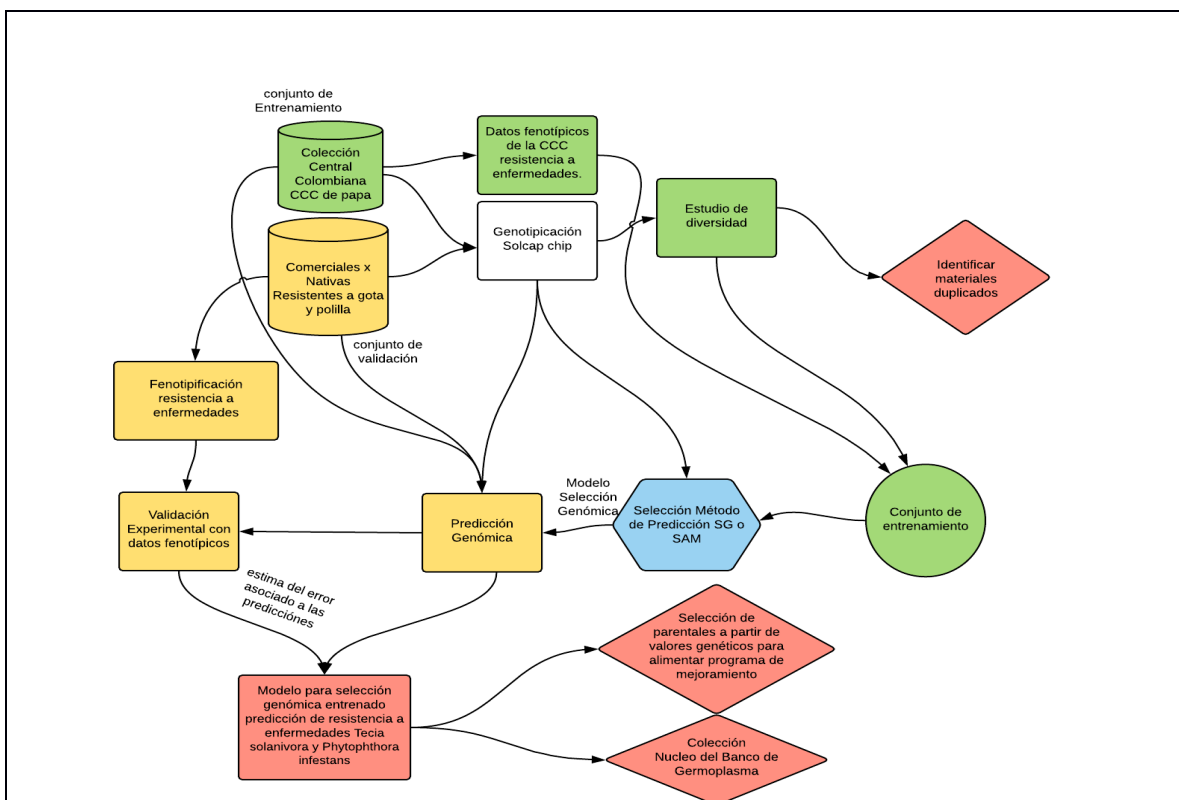 conjunto de
Entrenamiento
Colección
Central
Colombiana
CCC de papa
Datos fenotípicos
de la CCC
resistencia a
enfermedades.
Estudio de
diversidad
Genotipicación
Solcap chip
Identificar
materiales
duplicados
Comerciales x
Nativas
Resistentes a gota
y polilla
conjunto de
validación
Fenotipificación
resistencia a
enfermedades
Modelo
Selección
Genómica
Validación
Experimental con
datos fenotípicos
Predicción
Genómica
Selección Método
de Predicción SG o
SAM
Conjunto de
entrenamiento
estima del error
asociado a las
predicciónes
Selección de
parentales a partir de
valores genéticos para
alimentar programa de
mejoramiento
Modelo para selección
genómica entrenado
predicción de resistencia a
enfermedades Tecia
solanivora y Phytophthora
infestans
Colección
Nucleo del Banco de
Germoplasma